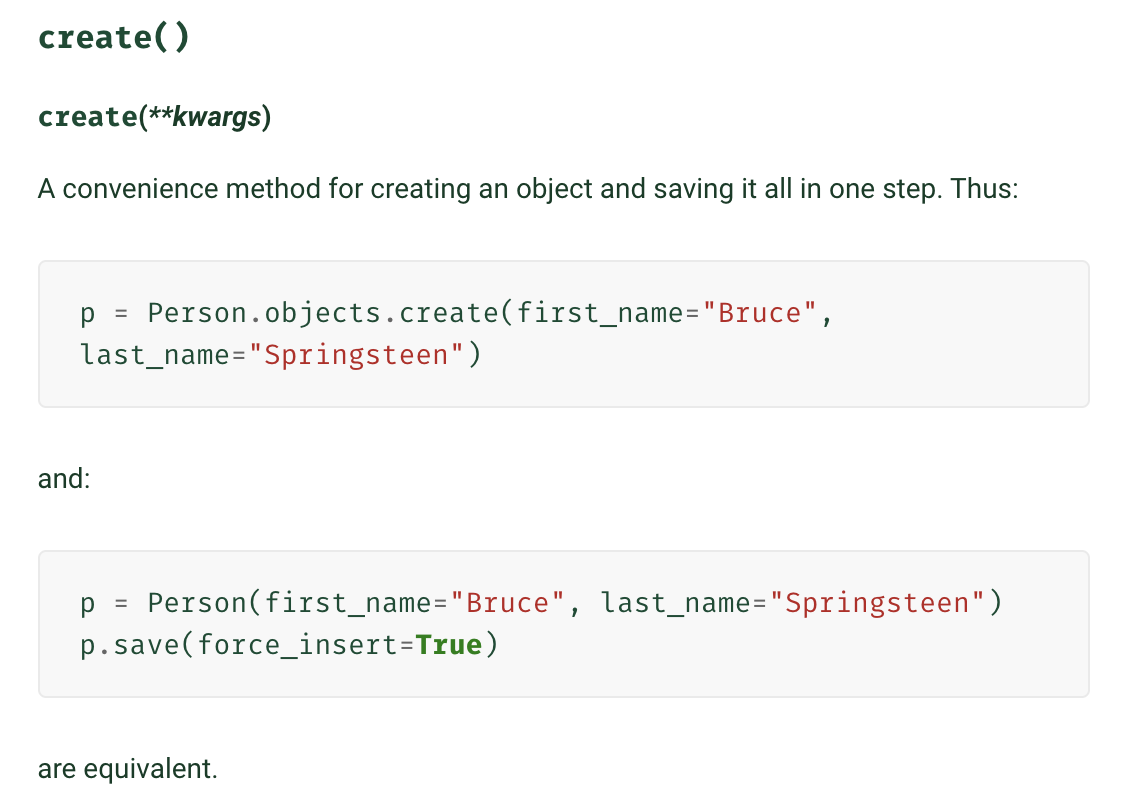 create()
create(**kwargs)
A convenience method for creating an object and saving it all in one step. Thus:
p = Person.objects.create(first_name="Bruce",
last_name="Springsteen")
and:
p = Person(first_name="Bruce", last_name="Springsteen")
p.save(force_insert=True)
are equivalent.